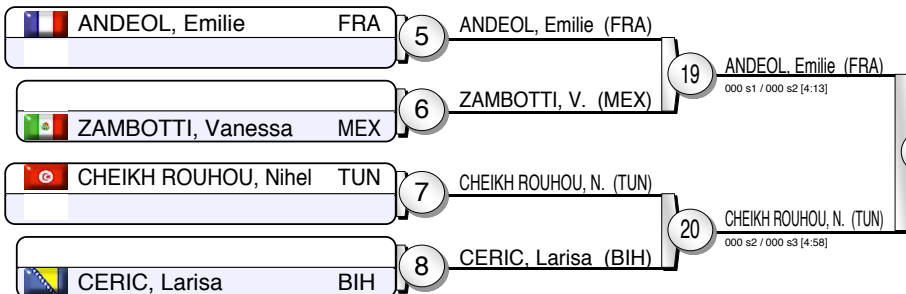 ANDEOL, Emilie FRA
5
ANDEOL, Emilie (FRA)
19
ANDEOL, Emilie (FRA)
000 s1 / 000 s2 [4:13]
6
ZAMBOTTI, V. (MEX)
ZAMBOTTI, Vanessa MEX
CHEIKH ROUHOU, Nihel TUN
7
CHEIKH ROUHOU, N. (TUN)
20
CHEIKH ROUHOU, N. (TUN)
000 s2 / 000 s3 [4:58]
8
CERIC, Larisa (BIH)
CERIC, Larisa BIH